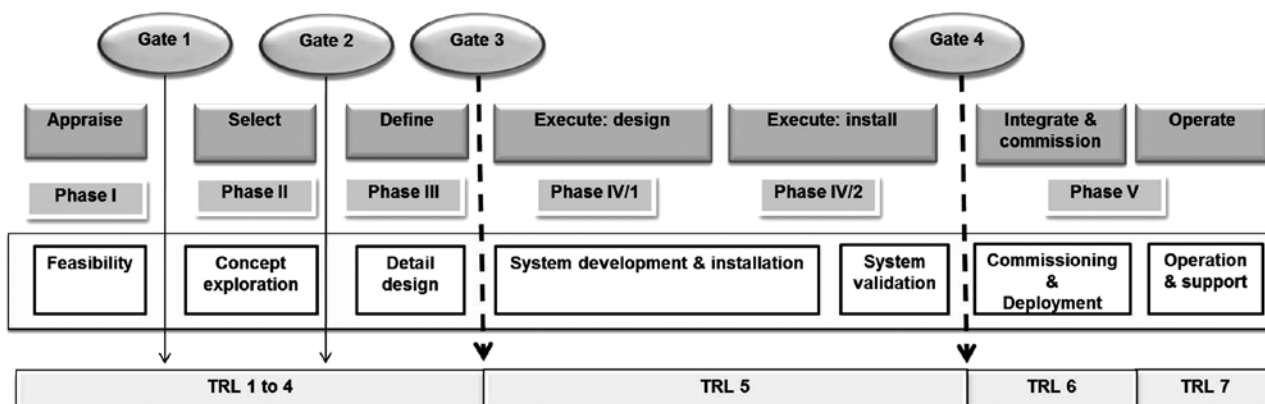 Gate 1
Gate 2
Gate 3
Gate 4
Appraise
Select
Define
Execute: design
Execute: install
Integrate &
commission
Operate
Phase I
Phase II
Phase III
Phase IV/1
Phase IV/2
Phase V
Feasibility
Concept
exploration
Detail
design
System development & installation
System
validation
Commissioning
&
Deployment
Operation
& support
TRL 1 to 4
TRL 5
TRL 6
TRL 7